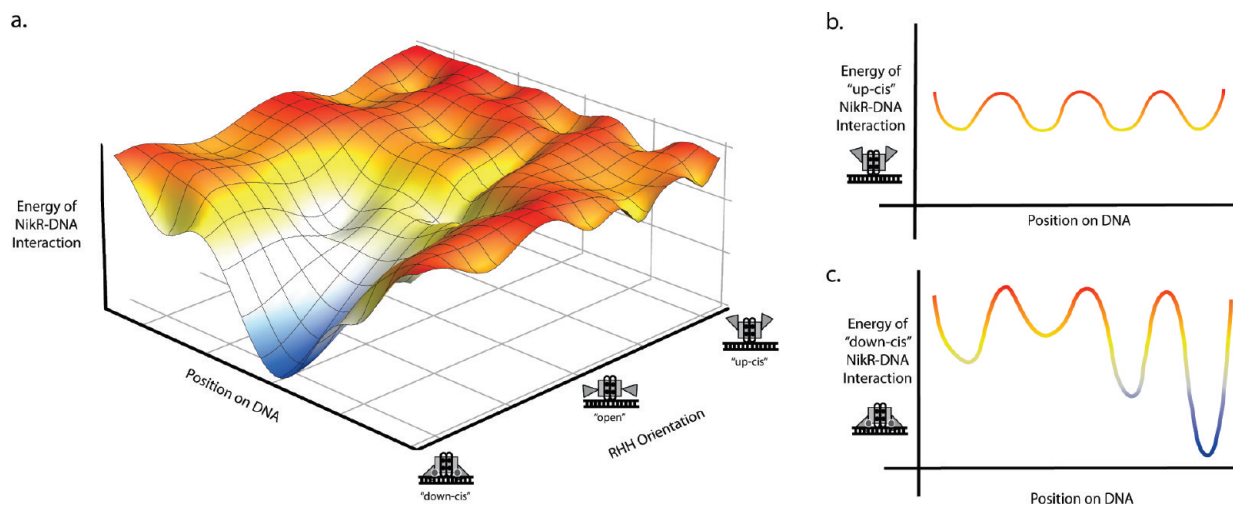 a.
Energy of
NikR-DNA
Interaction
Position on DNA
"down-cis"
"open"
"up-cis"
RHH Orientation
b.
Energy of
"up-cis"
NikR-DNA
Interaction
Position on DNA
c.
Energy of
"down-cis"
NikR-DNA
Interaction
Position on DNA